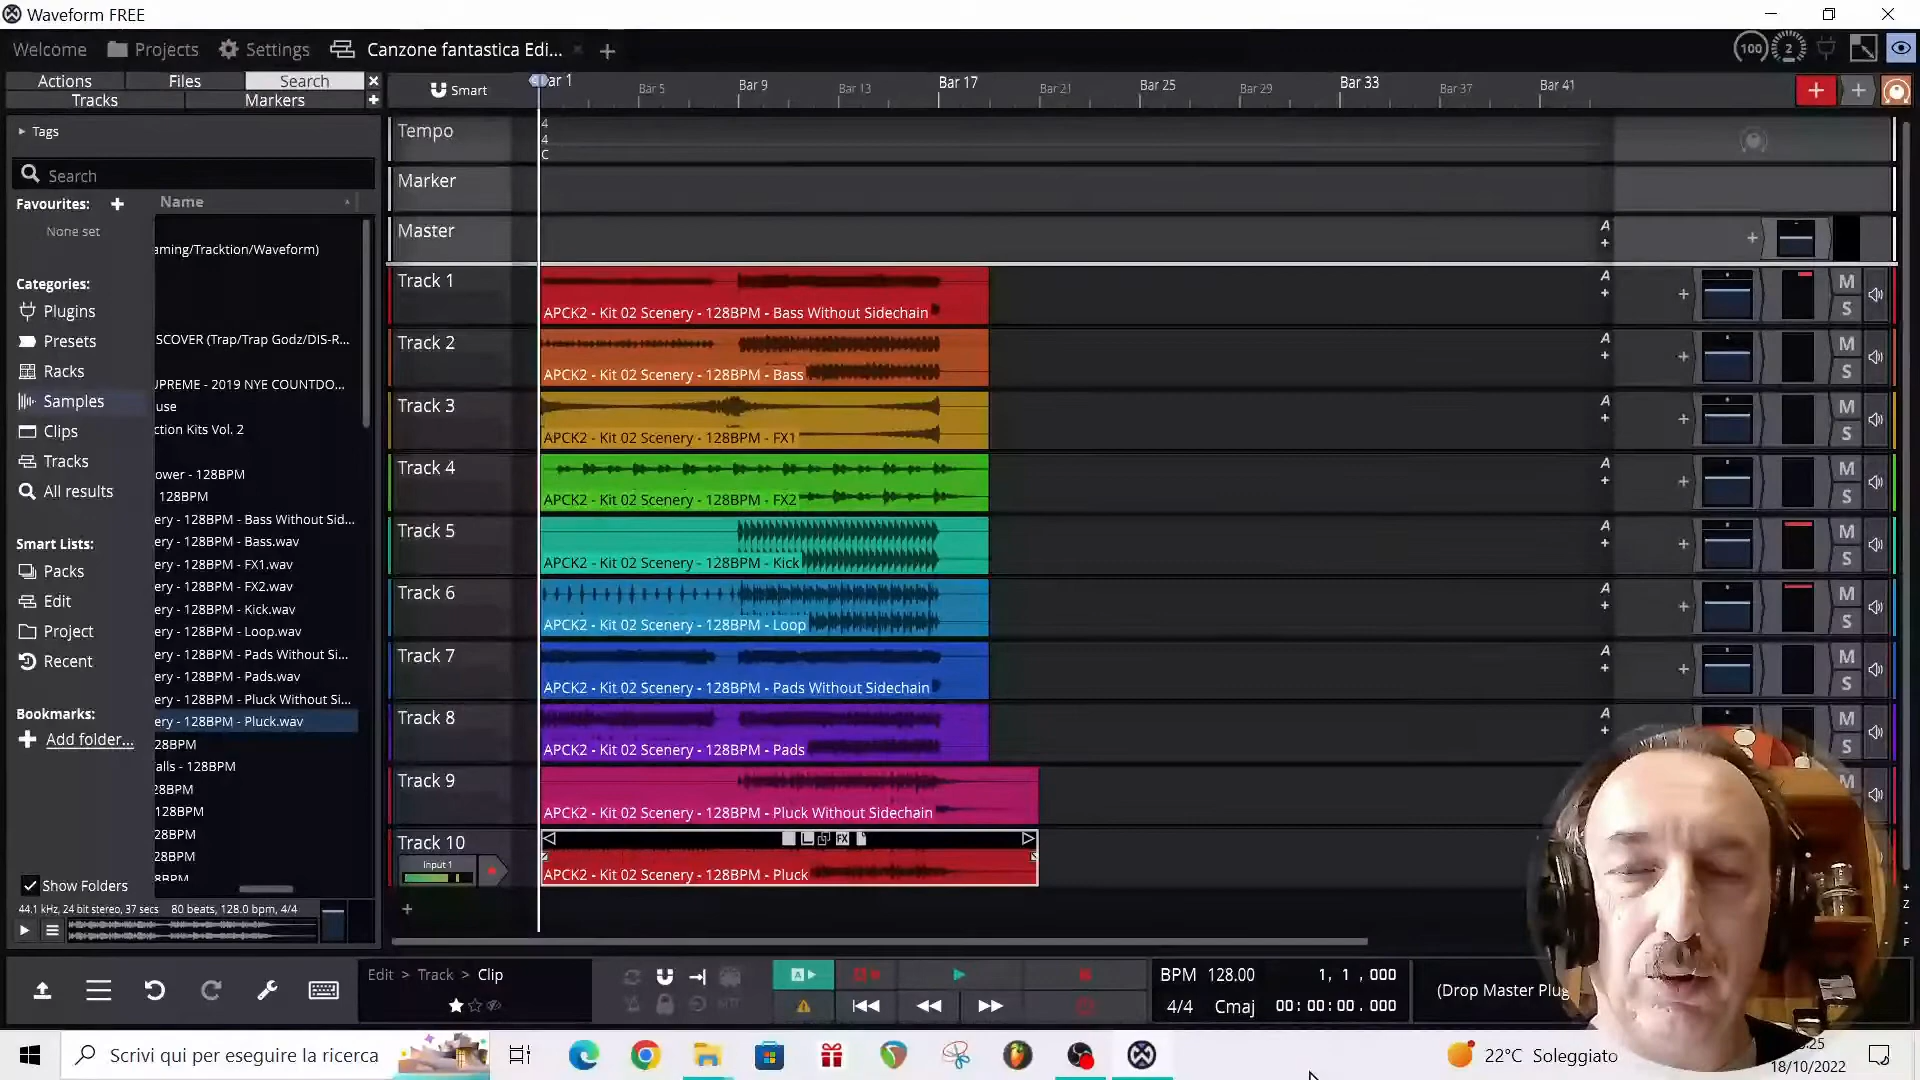 Waveform FREE
Welcome Projects Settings Canzone fantastica Edi...
100 2
Actions Files Search
Tracks Markers
Smart
Bar 5 Bar 9 Bar 13 Bar 17 Bar 21 Bar 25 Bar 29 Bar 33 Bar 37 Bar 41
Tags
Search
Favourites:
None set
Name
Categories:
Plugins
Presets
Racks
Samples
Clips
Tracks
All results
Smart Lists:
Packs
Edit
Project
Recent
Bookmarks:
Add folder...
Show Folders
aming/Tracktion/Waveform)
SCOVER (Trap/Trap Godz/DIS-R...
UPREME - 2019 NYE COUNTDO...
use
ction Kits Vol. 2
ower - 128BPM
128BPM
ery - 128BPM - Bass Without Sid...
ery - 128BPM - Bass.wav
ery - 128BPM - FX1.wav
ery - 128BPM - FX2.wav
ery - 128BPM - Kick.wav
ery - 128BPM - Loop.wav
ery - 128BPM - Pads Without Si...
ery - 128BPM - Pads.wav
ery - 128BPM - Pluck Without Si...
ery - 128BPM - Pluck.wav
28BPM
alls - 128BPM
28BPM
128BPM
28BPM
28BPM
28BPM
44.1 kHz, 24 bit stereo, 37 secs 80 beats, 128.0 bpm, 4/4
Tempo
4
4
C
Marker
Master
A
Track 1
APCK2 - Kit 02 Scenery - 128BPM - Bass Without Sidechain
A
M
S
Track 2
APCK2 - Kit 02 Scenery - 128BPM - Bass
A
M
S
Track 3
APCK2 - Kit 02 Scenery - 128BPM - FX1
A
M
S
Track 4
APCK2 - Kit 02 Scenery - 128BPM - FX2
A
M
S
Track 5
APCK2 - Kit 02 Scenery - 128BPM - Kick
A
M
S
Track 6
APCK2 - Kit 02 Scenery - 128BPM - Loop
A
M
S
Track 7
APCK2 - Kit 02 Scenery - 128BPM - Pads Without Sidechain
A
M
S
Track 8
APCK2 - Kit 02 Scenery - 128BPM - Pads
A
M
S
Track 9
APCK2 - Kit 02 Scenery - 128BPM - Pluck Without Sidechain
M
Track 10
Input 1
FX
APCK2 - Kit 02 Scenery - 128BPM - Pluck
Z
F
Edit > Track > Clip
A
BPM 128.00 1, 1, 000
4/4 Cmaj 00:00:00.000
(Drop Master Plug
Scrivi qui per eseguire la ricerca
22°C Soleggiato
18/10/2022